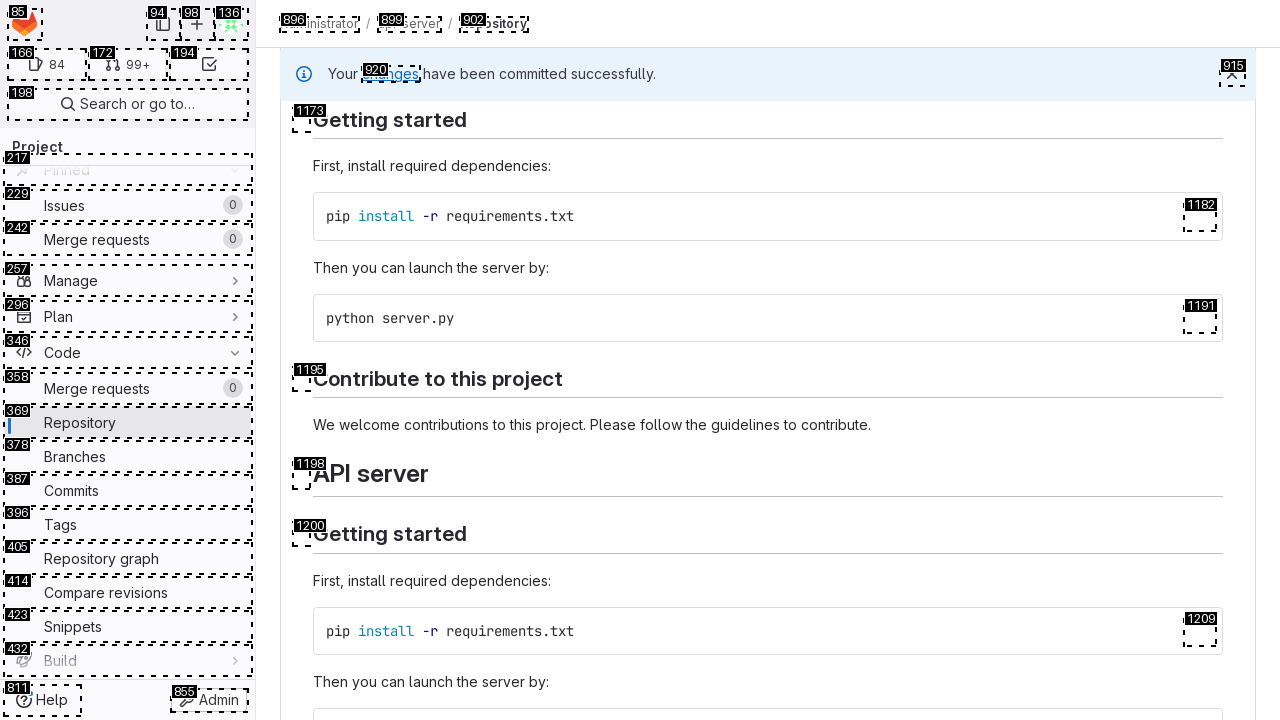 85
94
98
136
166
84
172
99+
194
198
Search or go to…
Project
217
Pinned
229
Issues
0
242
Merge requests
0
257
Manage
296
Plan
346
Code
358
Merge requests
0
369
Repository
378
Branches
387
Commits
396
Tags
405
Repository graph
414
Compare revisions
423
Snippets
432
Build
811
Help
855
Admin
896
899
902
Administrator / api-server / Repository
920
915
Your changes have been committed successfully.
1173
Getting started
First, install required dependencies:
1182
pip install -r requirements.txt
Then you can launch the server by:
1191
python server.py
1195
Contribute to this project
We welcome contributions to this project. Please follow the guidelines to contribute.
1198
API server
1200
Getting started
First, install required dependencies:
1209
pip install -r requirements.txt
Then you can launch the server by: